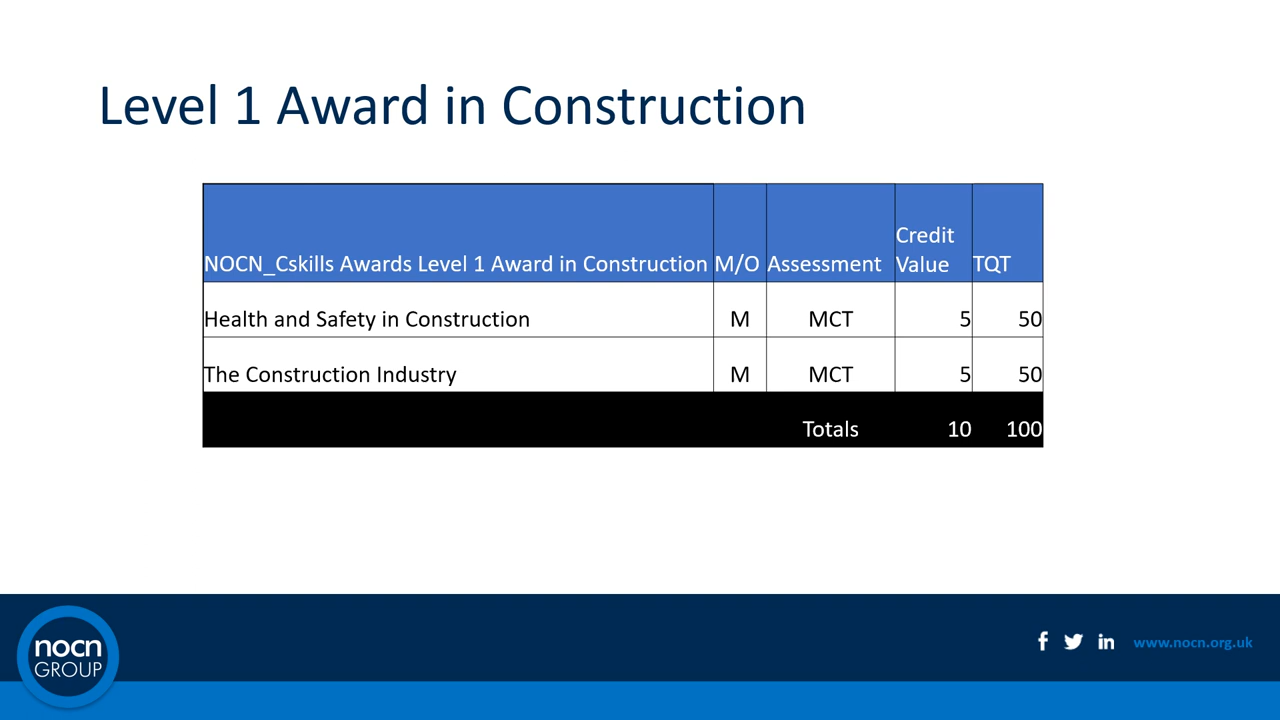 Level 1 Award in Construction
NOCN_Cskills Awards Level 1 Award in Construction M/O Assessment Credit Value TQT
Health and Safety in Construction M MCT 5 50
The Construction Industry M MCT 5 50
Totals 10 100
nocn
GROUP
www.nocn.org.uk